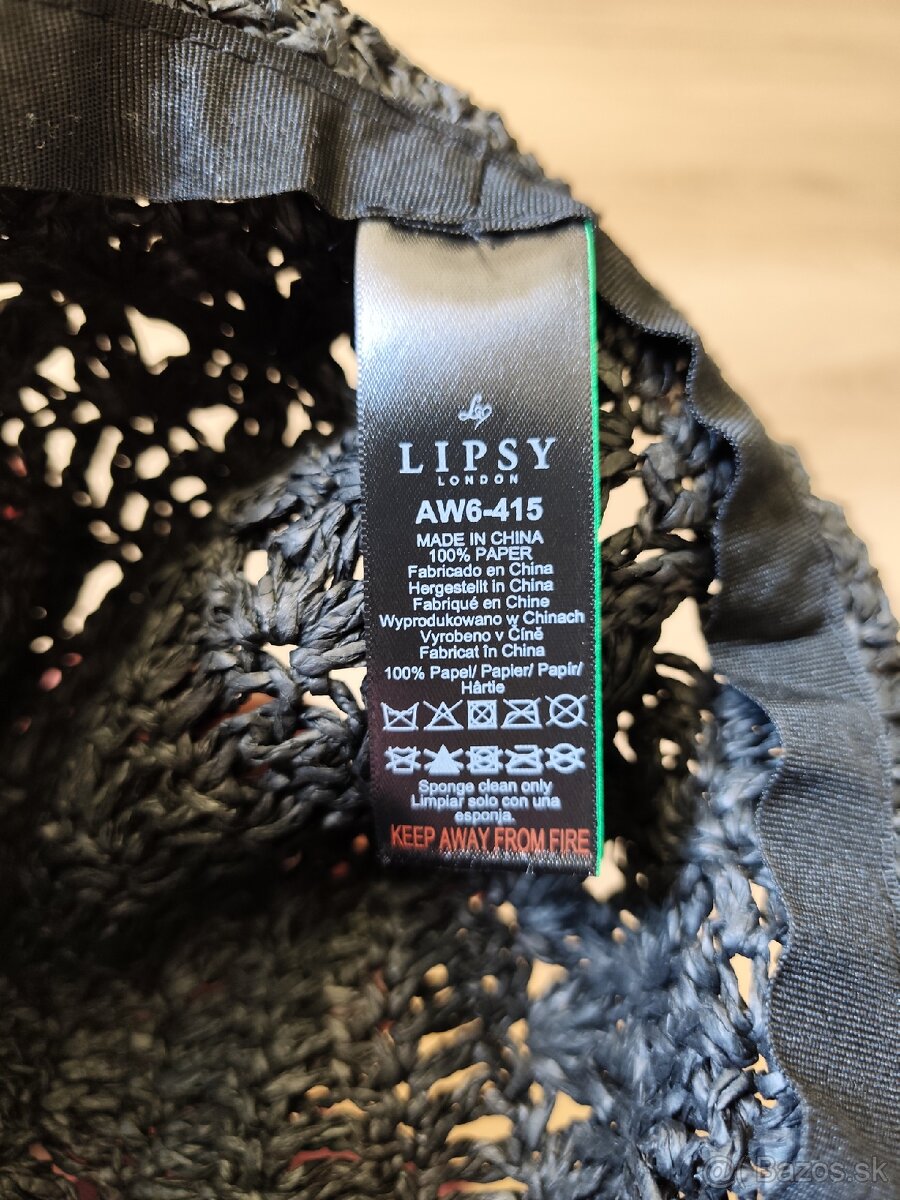 LIPSY
LONDON
AW6-415
MADE IN CHINA
100% PAPER
Fabricado en China
Hergestellt in China
Fabriqué en Chine
Wyprodukowano w Chinach
Vyrobeno v Číně
Fabricat în China
100% Papel/ Papier/ Papír/
Hârtie
Sponge clean only
Limpiar solo con una
esponja.
KEEP AWAY FROM FIRE
@ Bazos.sk